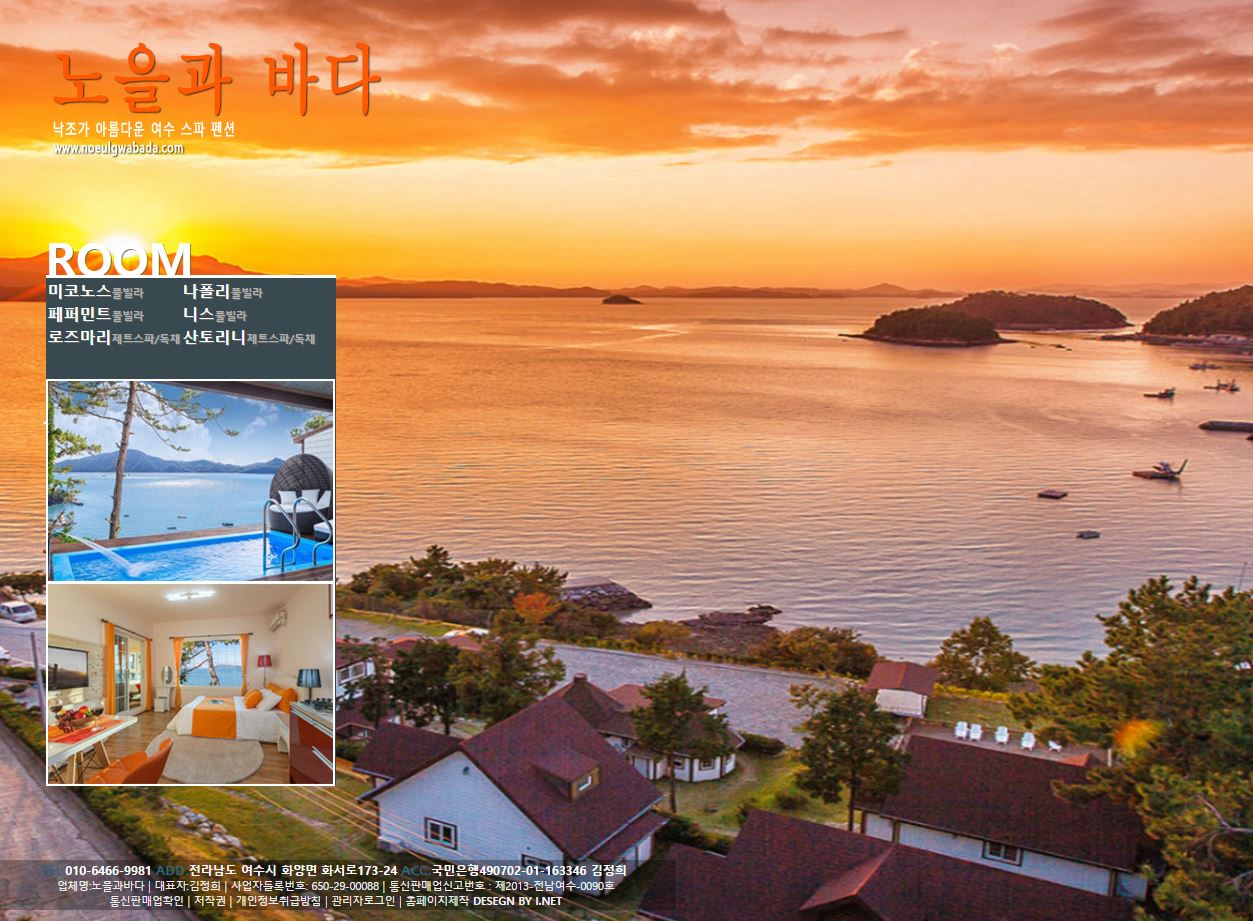 노을과 바다
낙조가 아름다운 여수 스파 펜션
www.noeulgwabada.com
ROOM
미코노스풀빌라 나폴리풀빌라
페퍼민트풀빌라 니스풀빌라
로즈마리제트스파/독채 산토리니제트스파/독채
TEL.010-6466-9981 ADD.전라남도 여수시 화양면 화서로173-24 ACC.국민은행490702-01-163346 김정희
업체명:노을과바다 | 대표자:김정희 | 사업자등록번호: 650-29-00088 | 통신판매업신고번호 : 제2013-전남여수-0090호
통신판매업확인 | 저작권 | 개인정보취급방침 | 관리자로그인 | 홈페이지제작 DESEGN BY I.NET